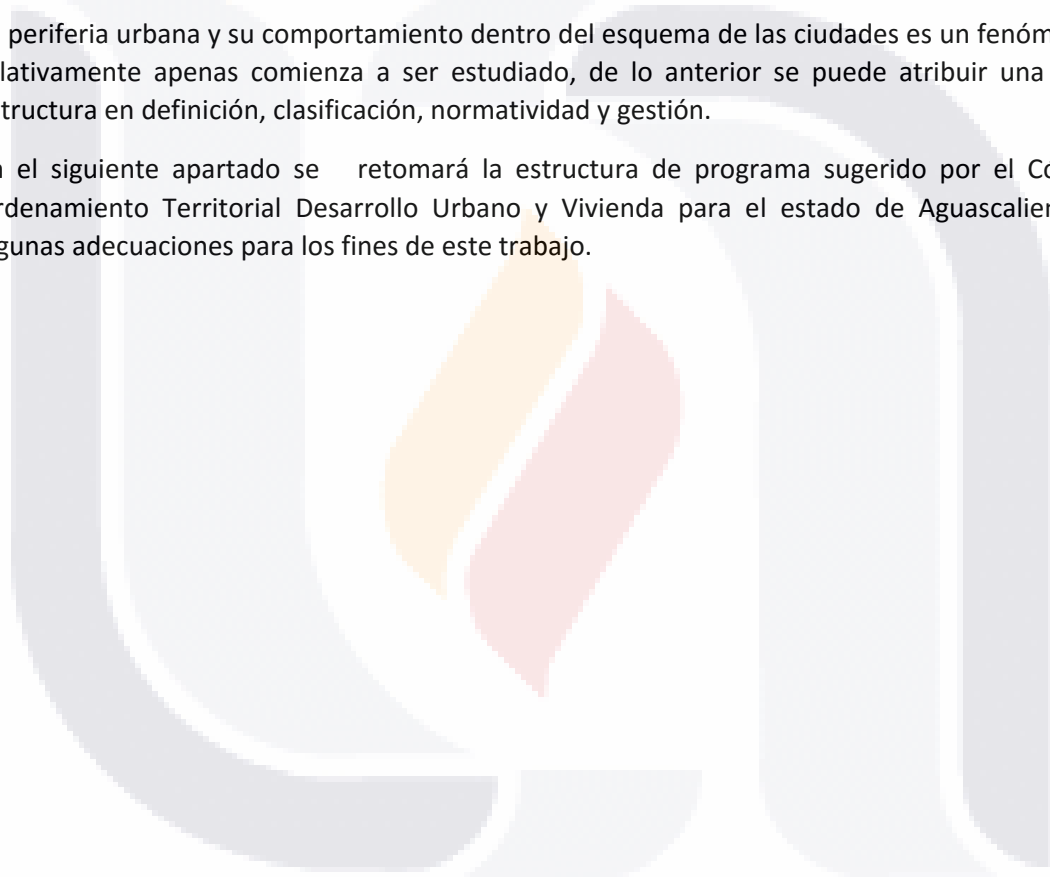 periferia urbana y su comportamiento dentro del esquema de las ciudades es un fenóm
lativamente apenas comienza a ser estudiado, de lo anterior se puede atribuir una
tructura en definición, clasificación, normatividad y gestión.
el siguiente apartado se retomará la estructura de programa sugerido por el Có
rdenamiento Territorial Desarrollo Urbano y Vivienda para el estado de Aguascalien
gunas adecuaciones para los fines de este trabajo.